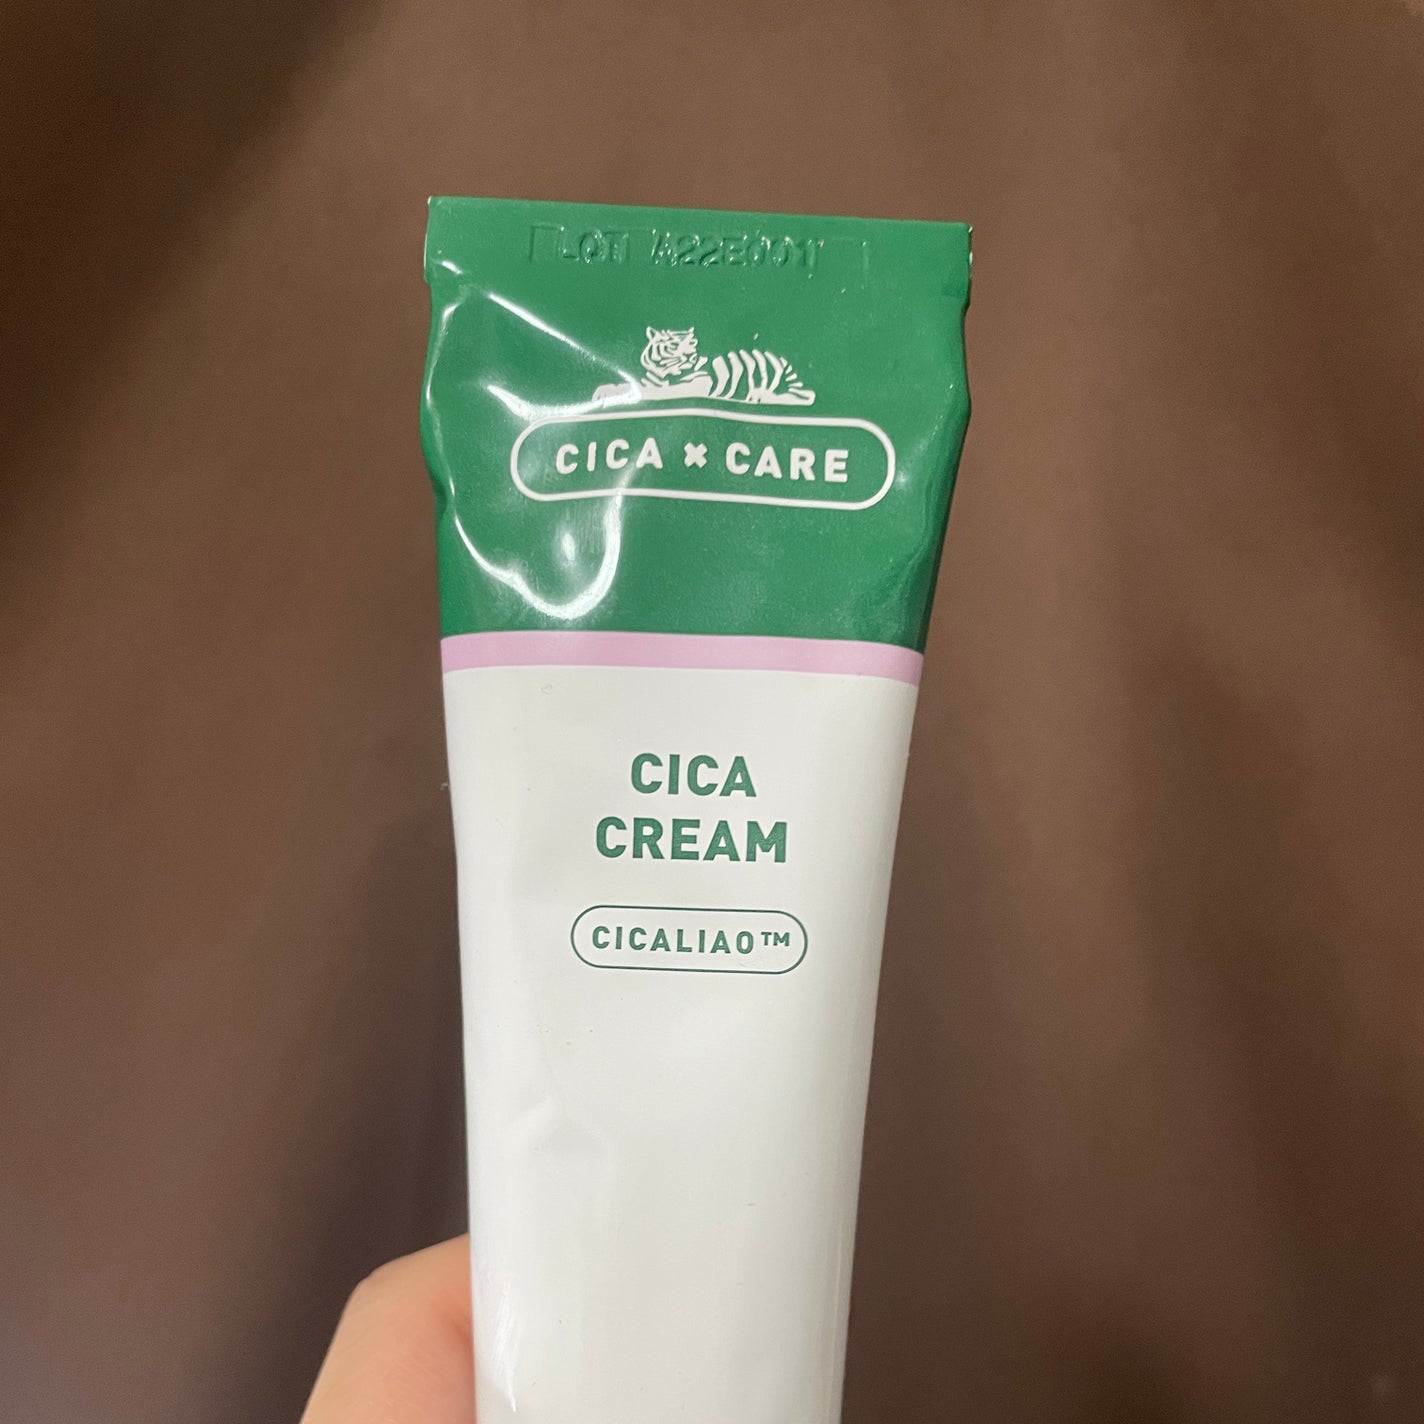 LOT A22E001
CICA × CARE
CICA
CREAM
CICALIAO™